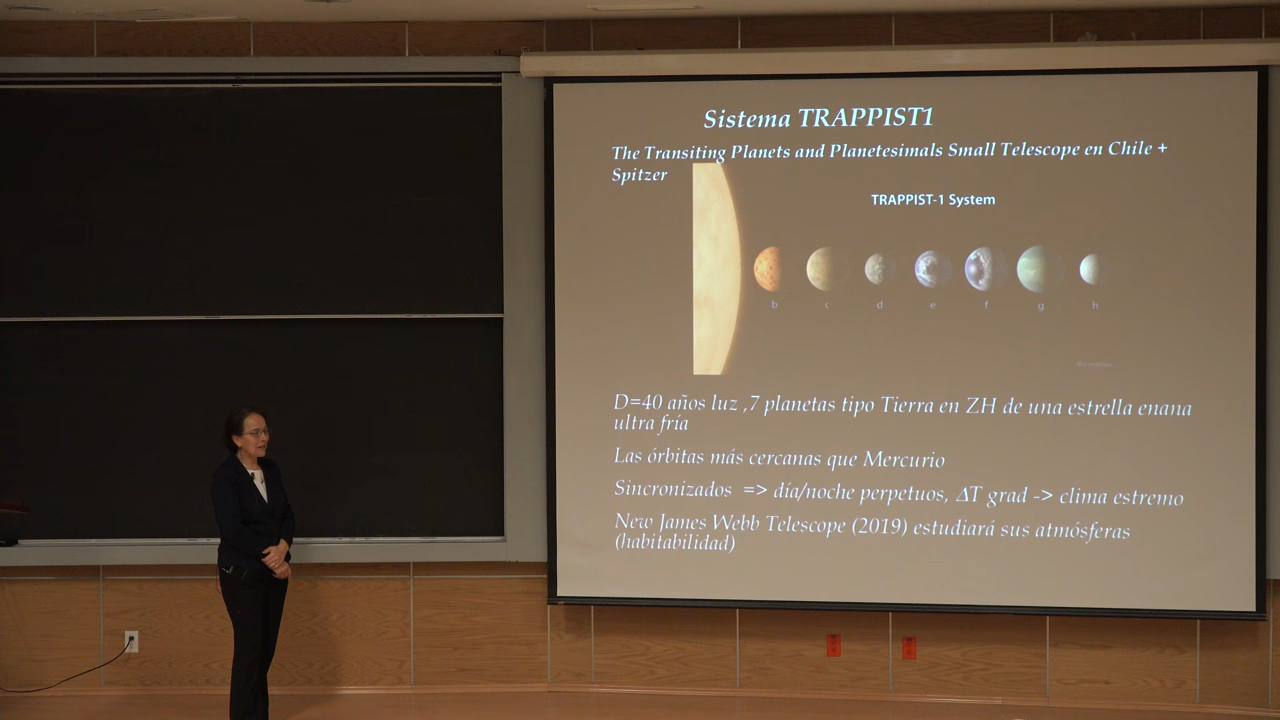 Sistema TRAPPIST1
The Transiting Planets and Planetesimals Small Telescope en Chile +
Spitzer
TRAPPIST-1 System
b c d e f g h
D=40 años luz ,7 planetas tipo Tierra en ZH de una estrella enana
ultra fría
Las órbitas más cercanas que Mercurio
Sincronizados => día/noche perpetuos, ΔT grad -> clima estremo
New James Webb Telescope (2019) estudiará sus atmósferas
(habitabilidad)